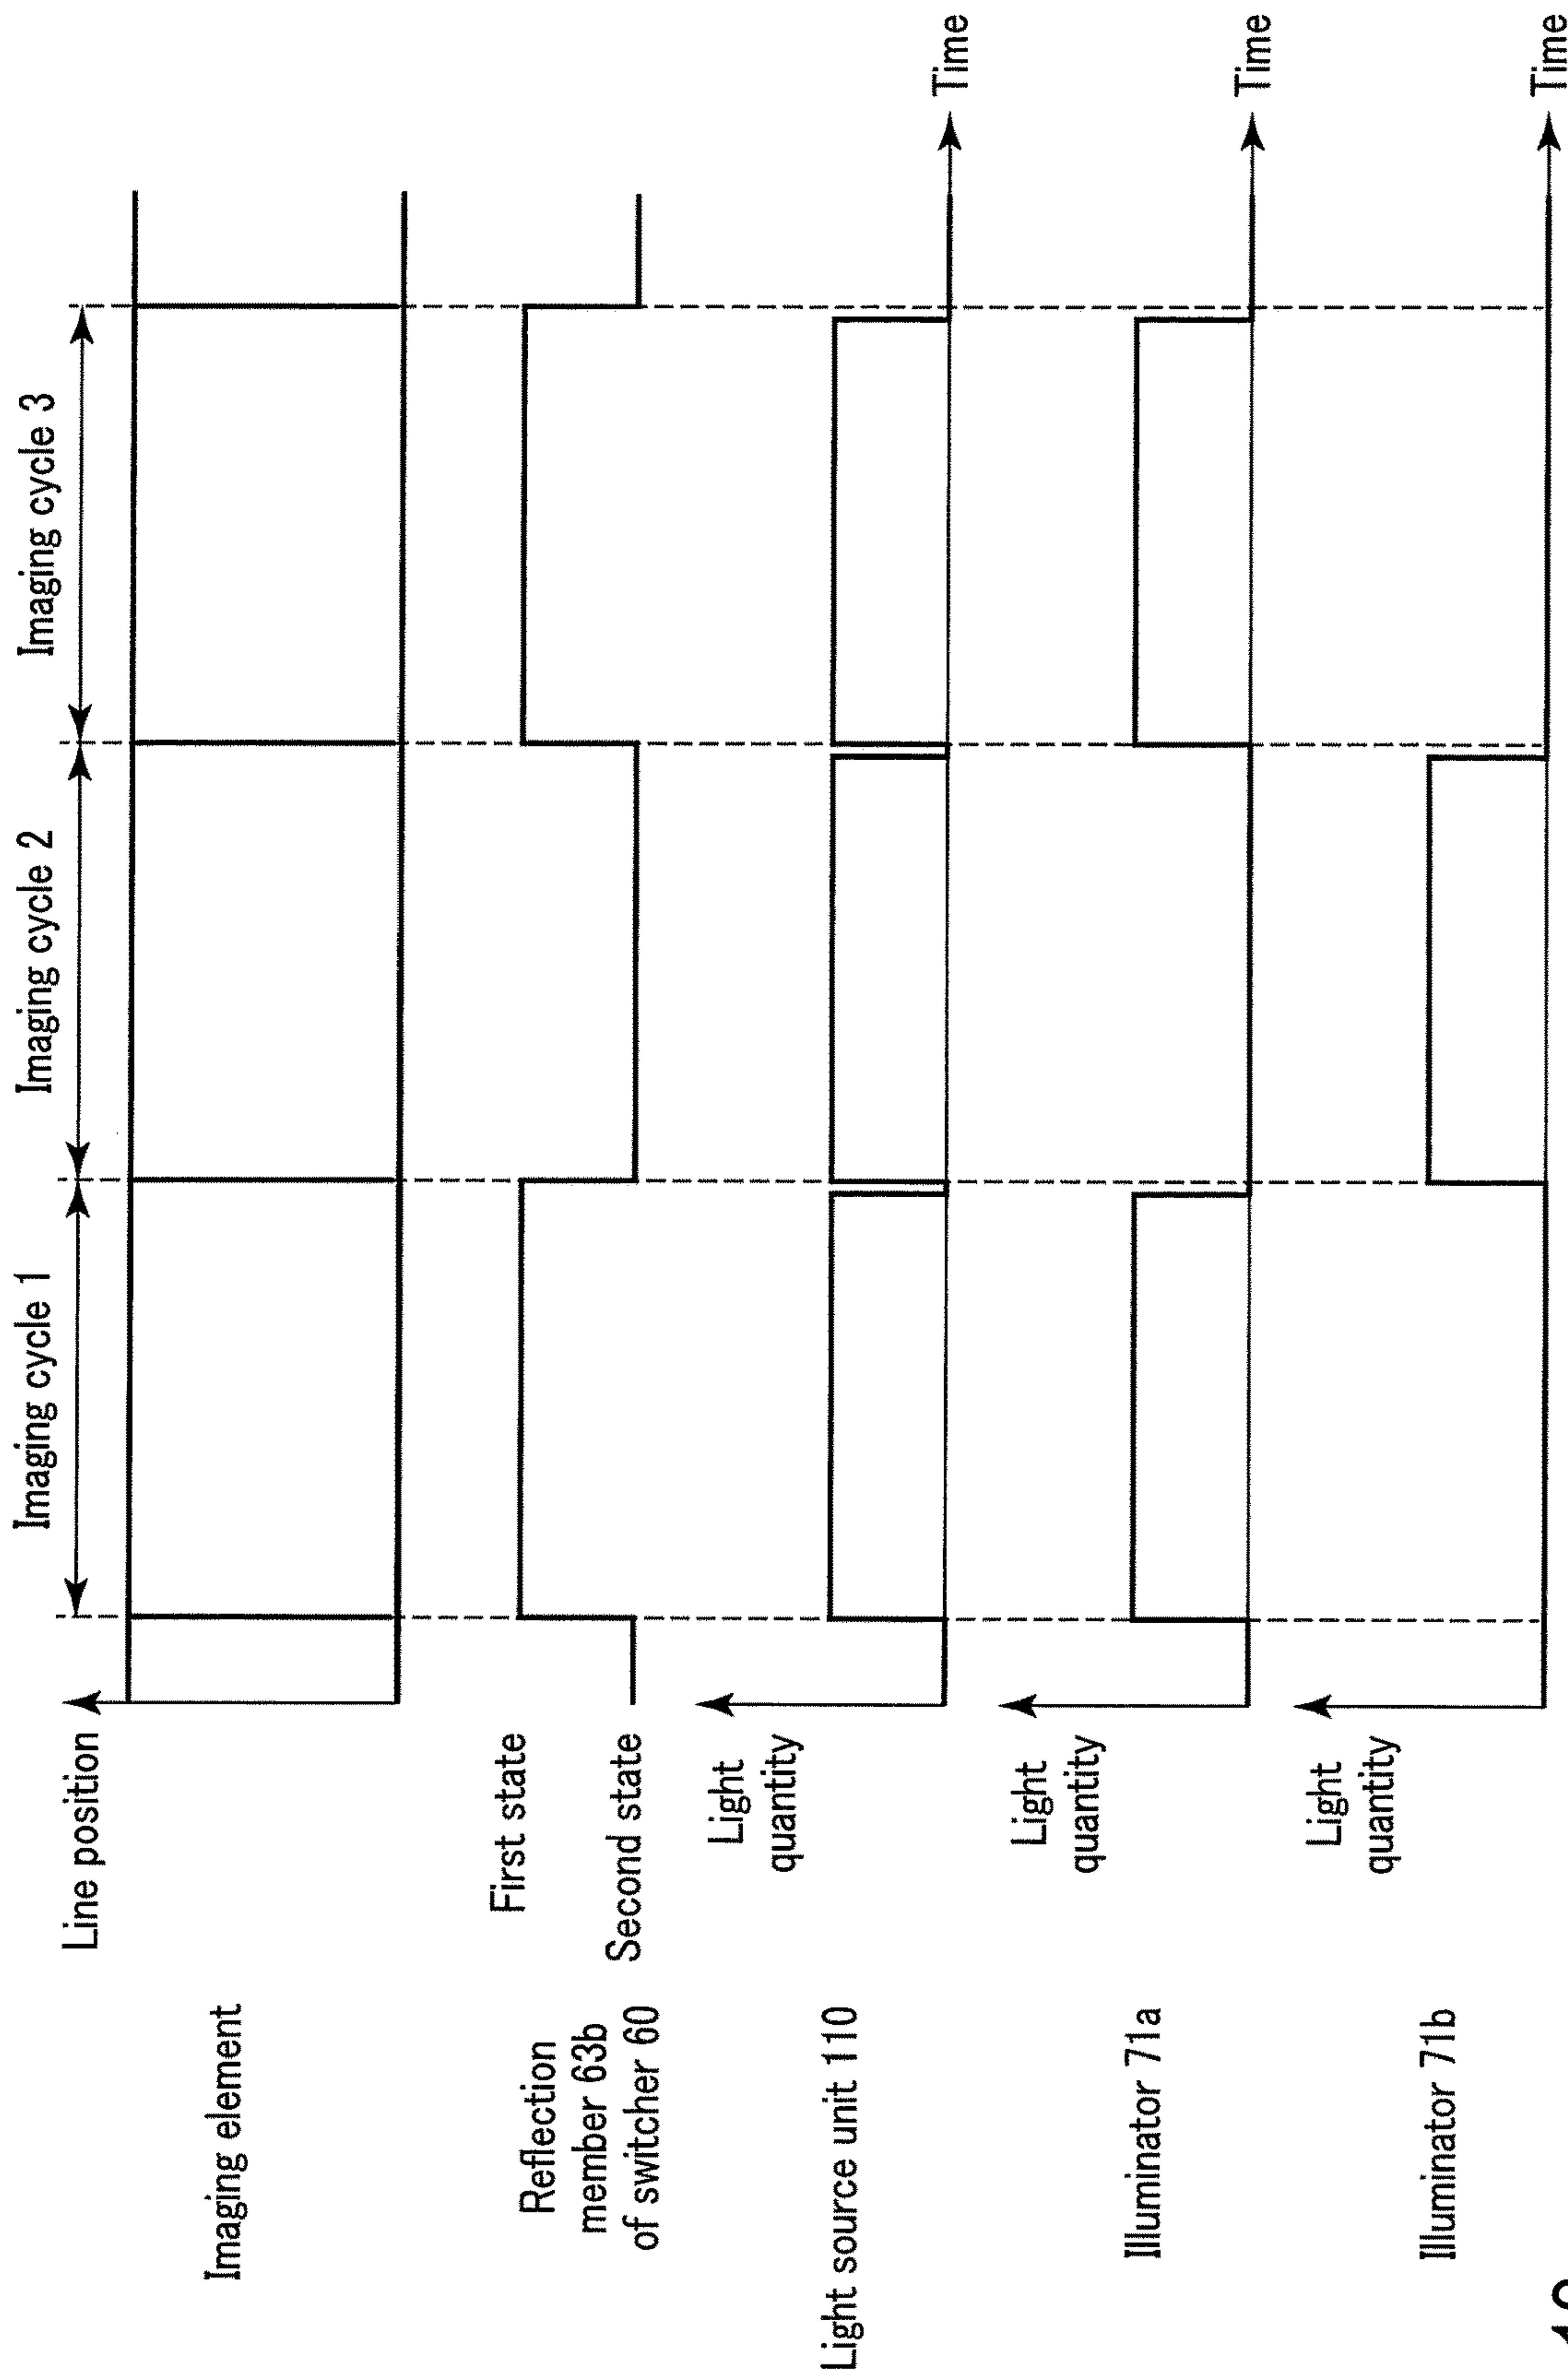 Imaging cycle 1
Imaging cycle 2
Imaging cycle 3
Line position
Imaging element
First state
Second state
Reflection
member 63b
of switcher 60
Light
quantity
Light source unit 110
Time
Light
quantity
Illuminator 71a
Time
Light
quantity
Illuminator 71b
Time